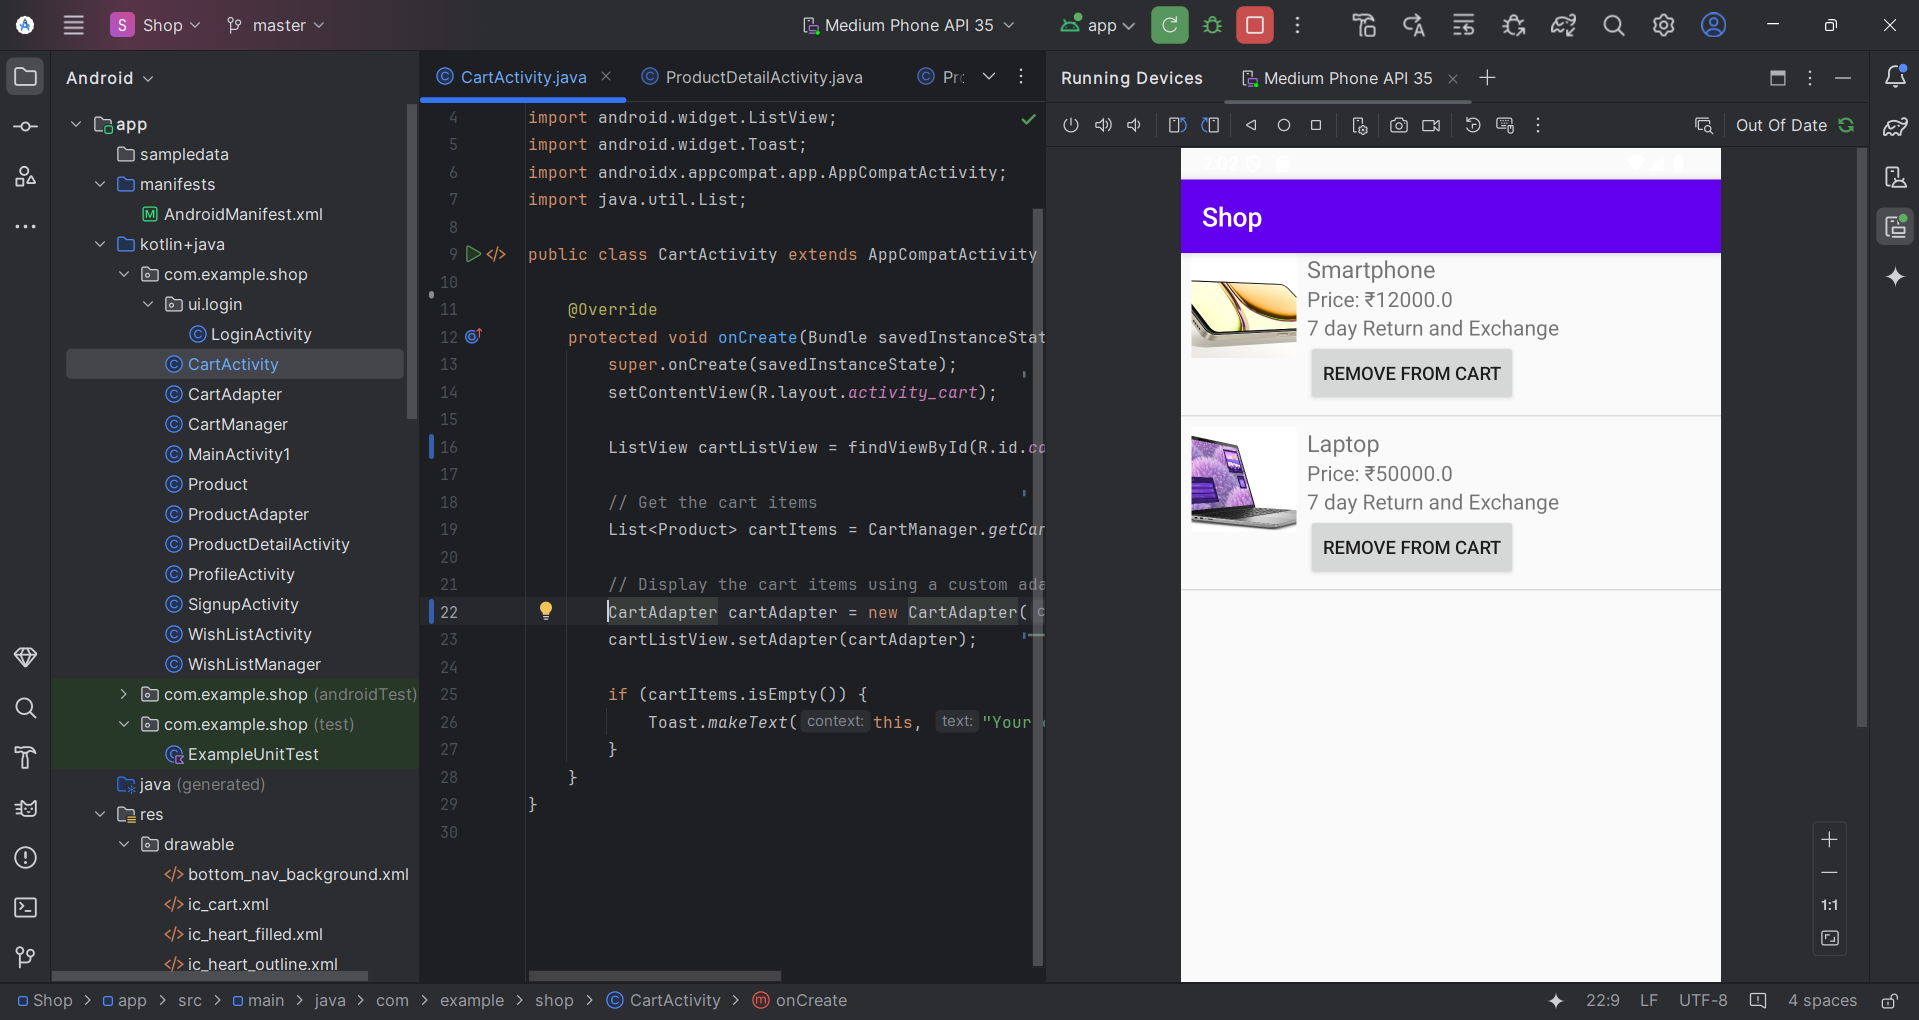 S Shop master Medium Phone API 35 app
Android
app
sampledata
manifests
AndroidManifest.xml
kotlin+java
com.example.shop
ui.login
LoginActivity
CartActivity
CartAdapter
CartManager
MainActivity1
Product
ProductAdapter
ProductDetailActivity
ProfileActivity
SignupActivity
WishListActivity
WishListManager
com.example.shop (androidTest)
com.example.shop (test)
ExampleUnitTest
java (generated)
res
drawable
bottom_nav_background.xml
ic_cart.xml
ic_heart_filled.xml
ic_heart_outline.xml
CartActivity.java ProductDetailActivity.java Pr
4 import android.widget.ListView;
5 import android.widget.Toast;
6 import androidx.appcompat.app.AppCompatActivity;
7 import java.util.List;
8
9 public class CartActivity extends AppCompatActivity
10
11 @Override
12 protected void onCreate(Bundle savedInstanceStat
13 super.onCreate(savedInstanceState);
14 setContentView(R.layout.activity_cart);
15
16 ListView cartListView = findViewById(R.id.ca
17
18 // Get the cart items
19 List<Product> cartItems = CartManager.getCar
20
21 // Display the cart items using a custom ada
22 CartAdapter cartAdapter = new CartAdapter( c
23 cartListView.setAdapter(cartAdapter);
24
25 if (cartItems.isEmpty()) {
26 Toast.makeText( context: this, text: "Your
27 }
28 }
29 }
30
Running Devices Medium Phone API 35
Out Of Date
Shop
Smartphone
Price: ₹12000.0
7 day Return and Exchange
REMOVE FROM CART
Laptop
Price: ₹50000.0
7 day Return and Exchange
REMOVE FROM CART
1:1
Shop > app > src > main > java > com > example > shop > CartActivity > onCreate
22:9 LF UTF-8 4 spaces